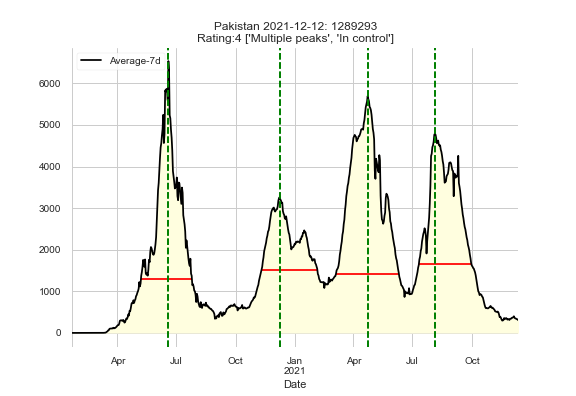 Pakistan 2021-12-12: 1289293
Rating:4 ['Multiple peaks', 'In control']
Average-7d
6000
5000
4000
3000
2000
1000
0
Apr Jul Oct Jan Apr Jul Oct
2021
Date